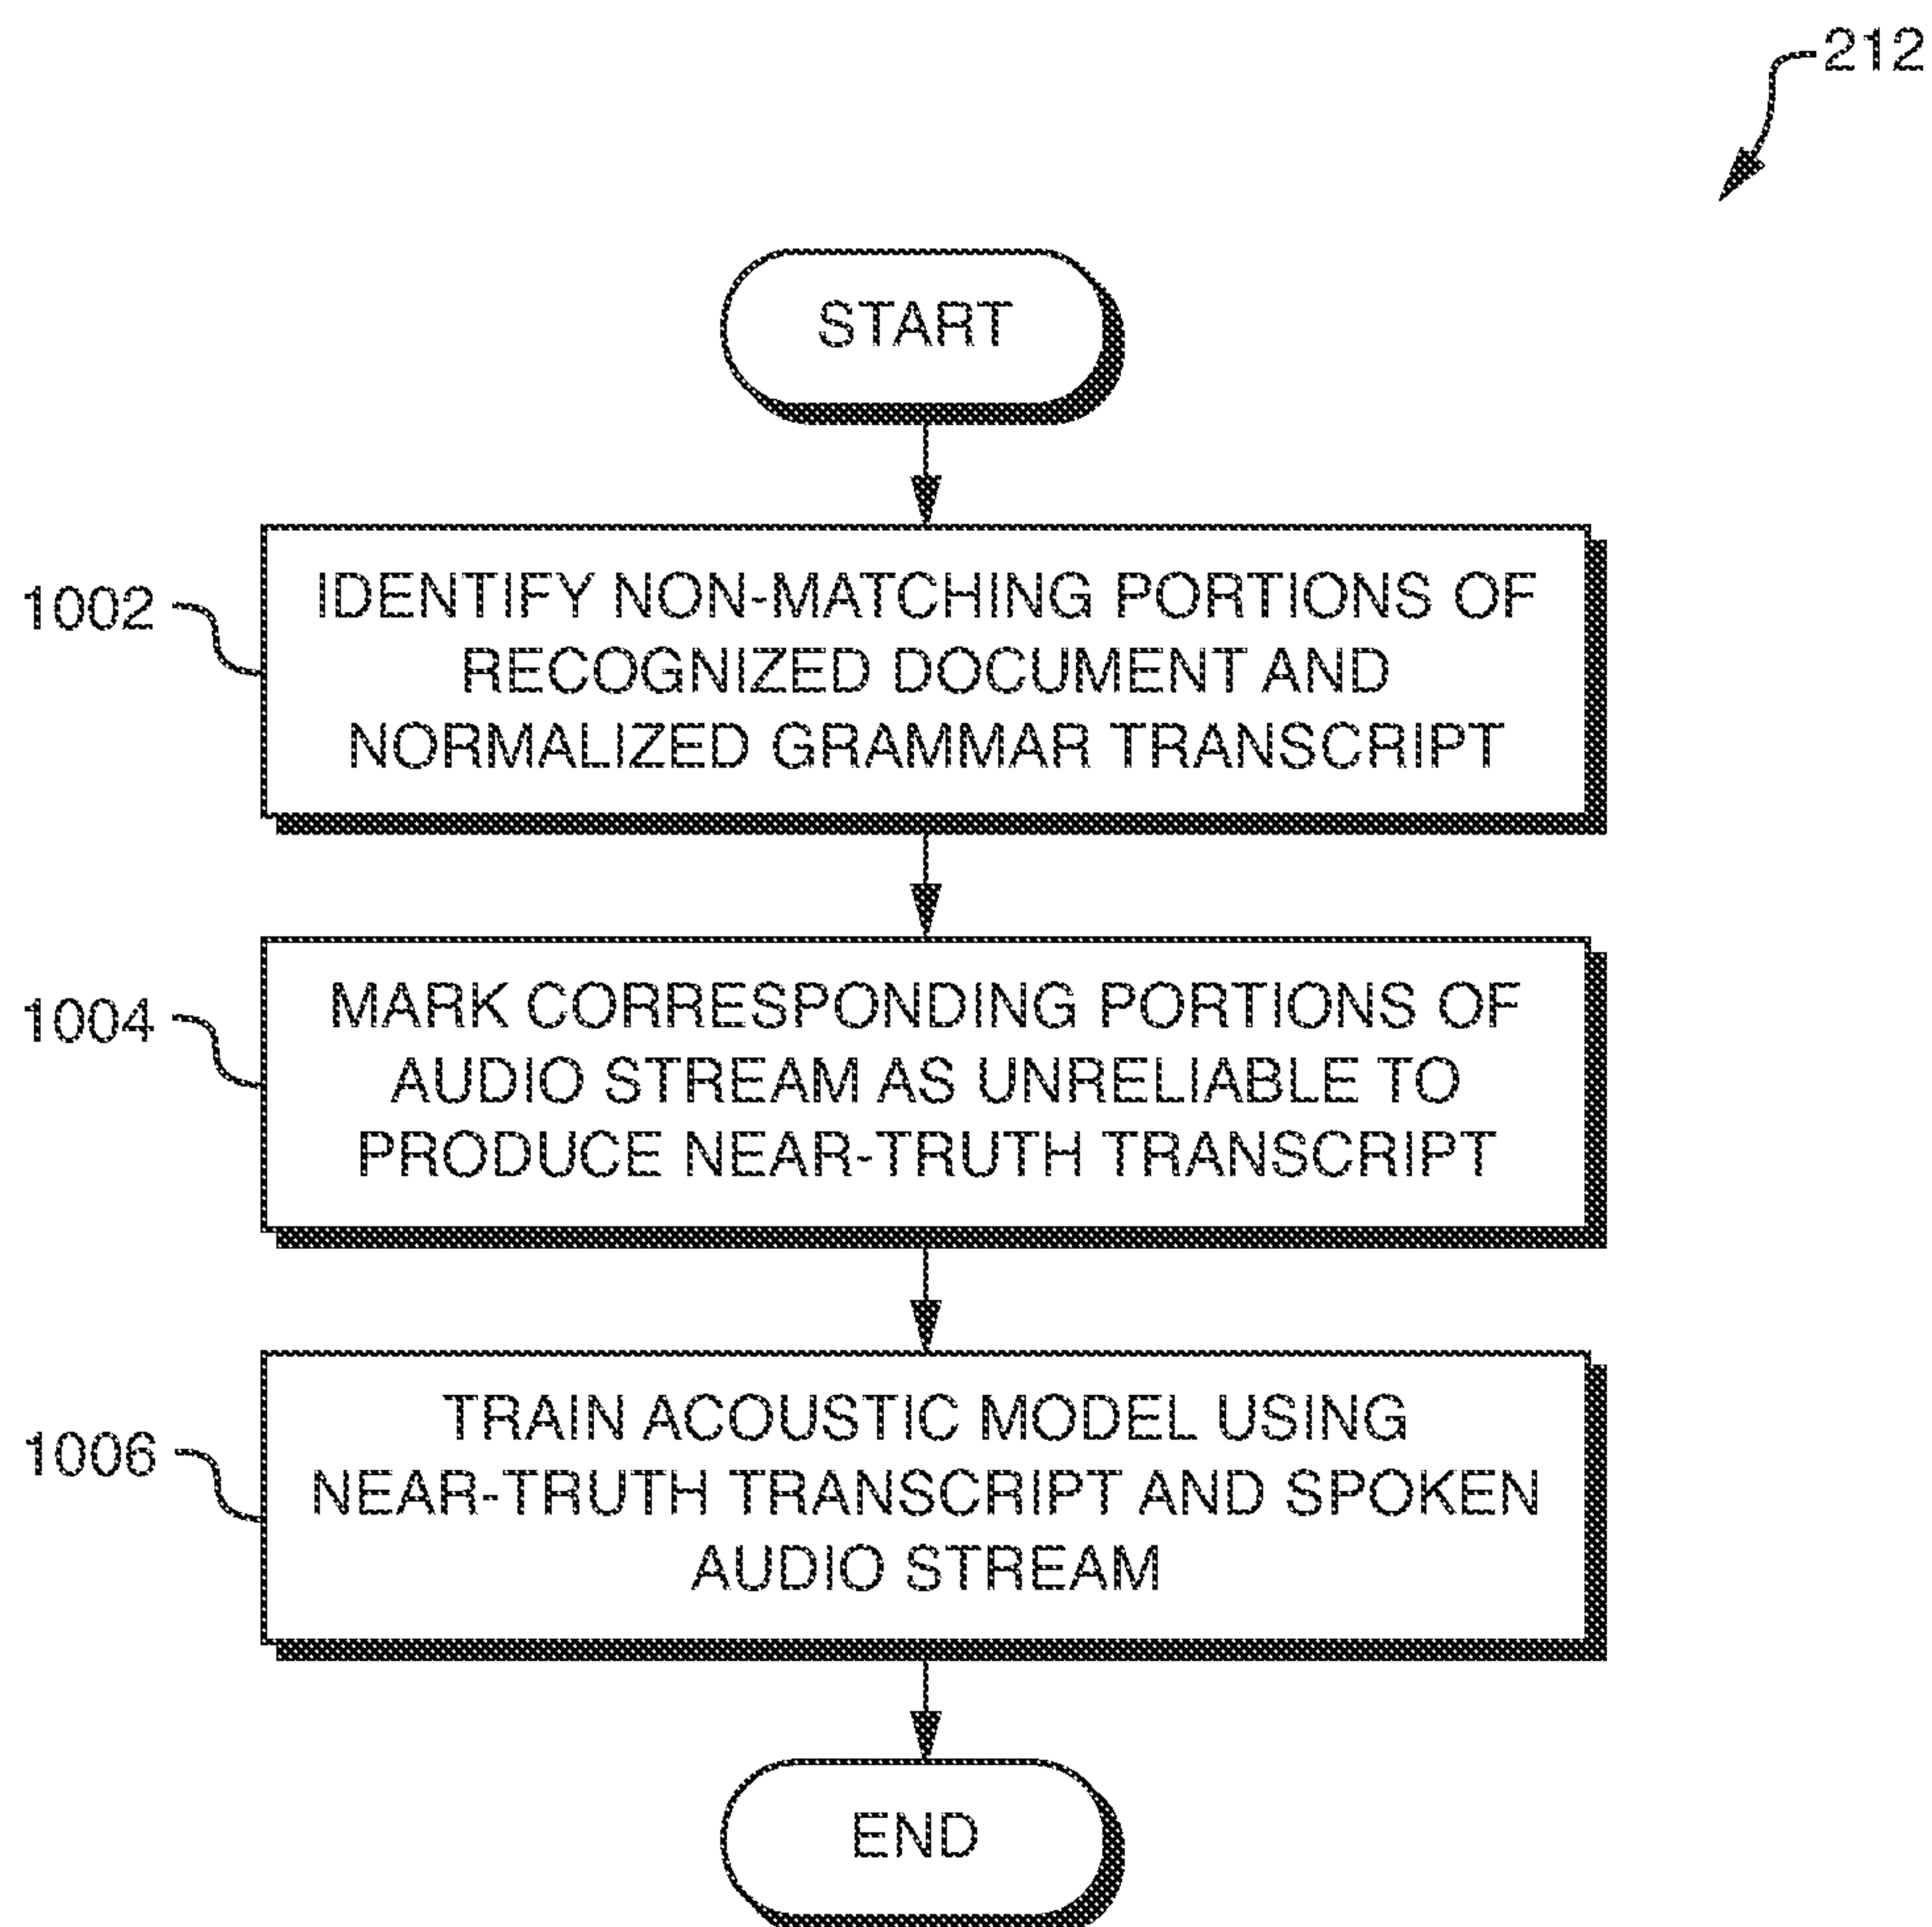 212
START
1002
IDENTIFY NON-MATCHING PORTIONS OF
RECOGNIZED DOCUMENT AND
NORMALIZED GRAMMAR TRANSCRIPT
1004
MARK CORRESPONDING PORTIONS OF
AUDIO STREAM AS UNRELIABLE TO
PRODUCE NEAR-TRUTH TRANSCRIPT
1006
TRAIN ACOUSTIC MODEL USING
NEAR-TRUTH TRANSCRIPT AND SPOKEN
AUDIO STREAM
END